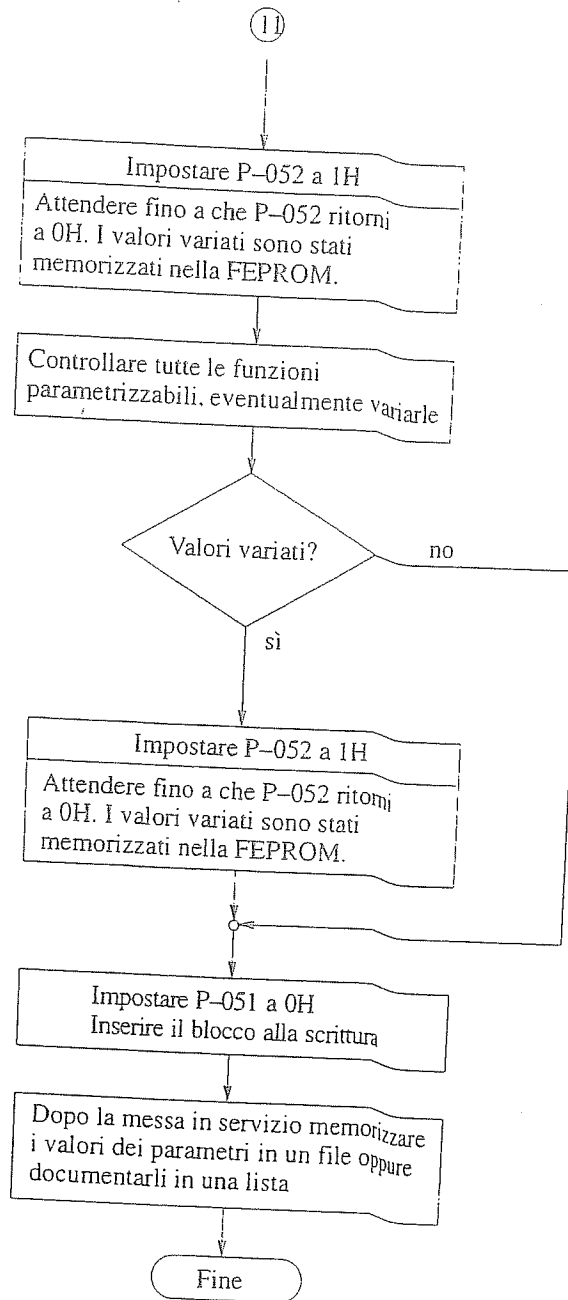 11
Impostare P–052 a 1H
Attendere fino a che P–052 ritorni
a 0H. I valori variati sono stati
memorizzati nella FEPROM.
Controllare tutte le funzioni
parametrizzabili, eventualmente variarle
Valori variati?
no
sì
Impostare P–052 a 1H
Attendere fino a che P–052 ritorni
a 0H. I valori variati sono stati
memorizzati nella FEPROM.
Impostare P–051 a 0H
Inserire il blocco alla scrittura
Dopo la messa in servizio memorizzare
i valori dei parametri in un file oppure
documentarli in una lista
Fine